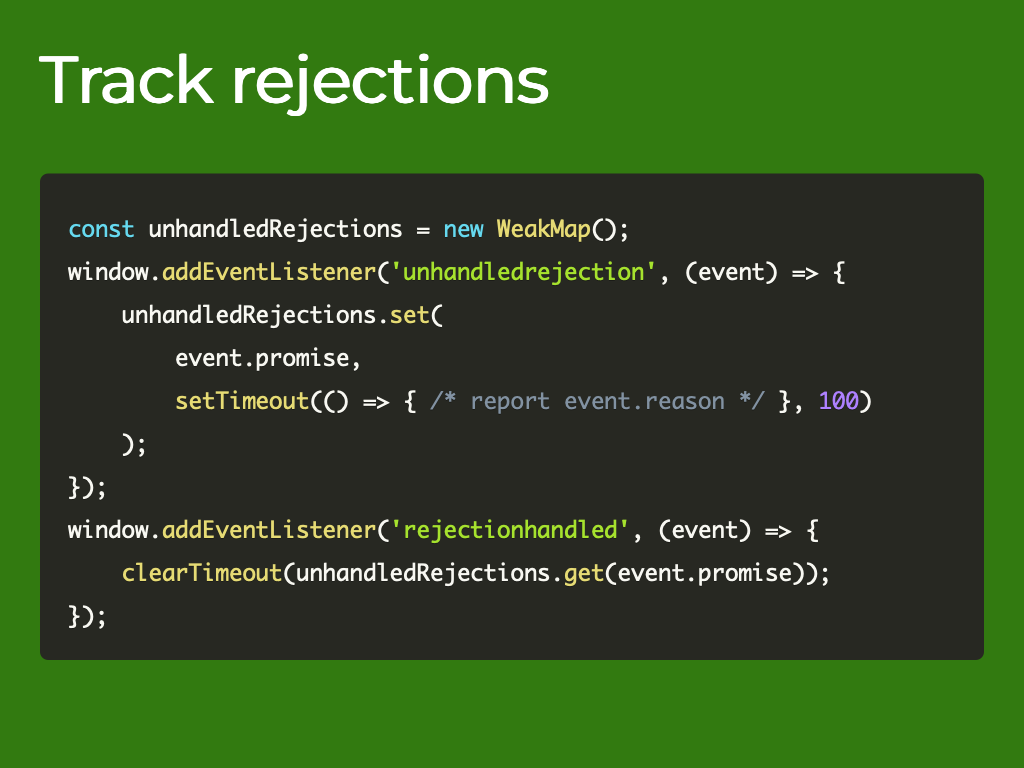 Track rejections
const unhandledRejections = new WeakMap();
window.addEventListener('unhandledrejection', (event) => {
    unhandledRejections.set(
        event.promise,
        setTimeout(() => { /* report event.reason */ }, 100)
    );
});
window.addEventListener('rejectionhandled', (event) => {
    clearTimeout(unhandledRejections.get(event.promise));
});